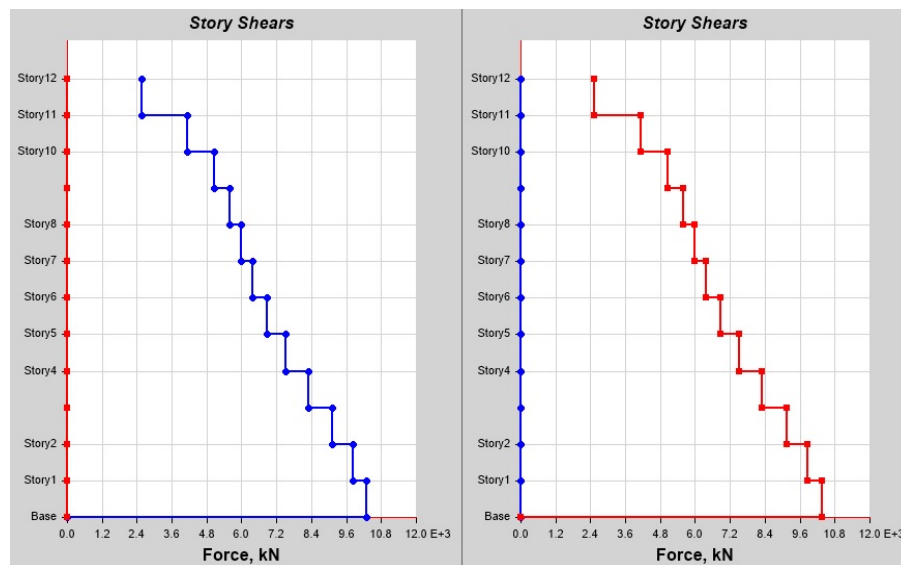 Story Shears
Story12
Story11
Story10
Story8
Story7
Story6
Story5
Story4
Story2
Story1
Base
0.0 1.2 2.4 3.6 4.8 6.0 7.2 8.4 9.6 10.8 12.0 E+3
Force, kN
Story Shears
Story12
Story11
Story10
Story8
Story7
Story6
Story5
Story4
Story2
Story1
Base
0.0 1.2 2.4 3.6 4.8 6.0 7.2 8.4 9.6 10.8 12.0 E+3
Force, kN